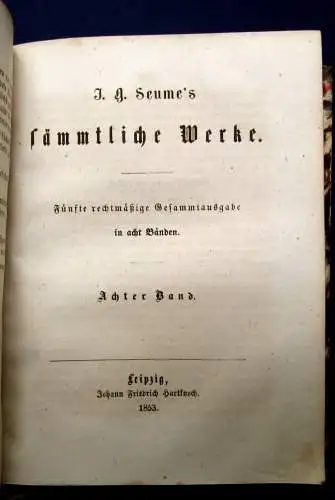 J. G. Seume's
sämmtliche Werke.
Fünfte rechtmäßige Gesammtausgabe
in acht Bänden.
Achter Band.
Leipzig,
Johann Friedrich Hartknoch.
1853.